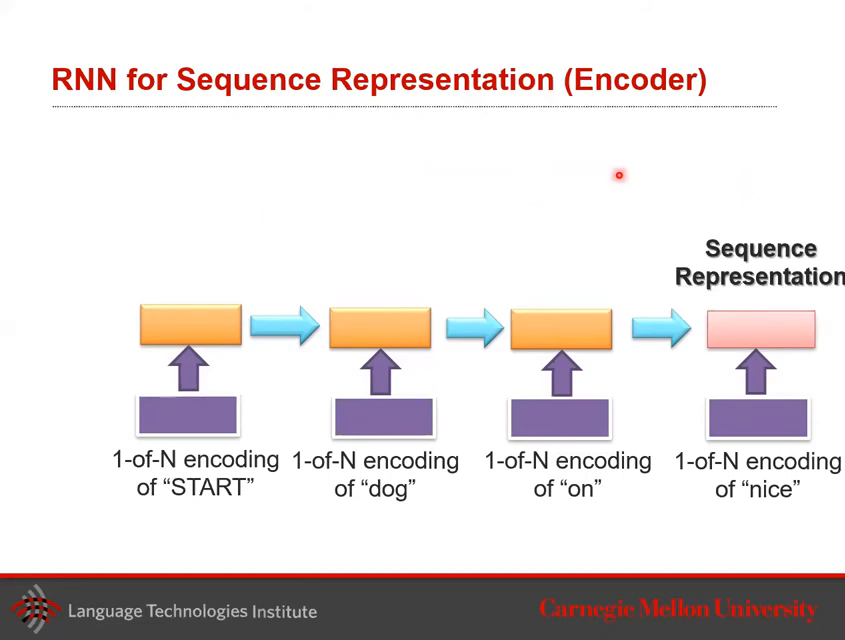 RNN for Sequence Representation (Encoder)
Sequence
Representation
1-of-N encoding
of “START”
1-of-N encoding
of “dog”
1-of-N encoding
of “on”
1-of-N encoding
of “nice”
Language Technologies Institute
Carnegie Mellon University